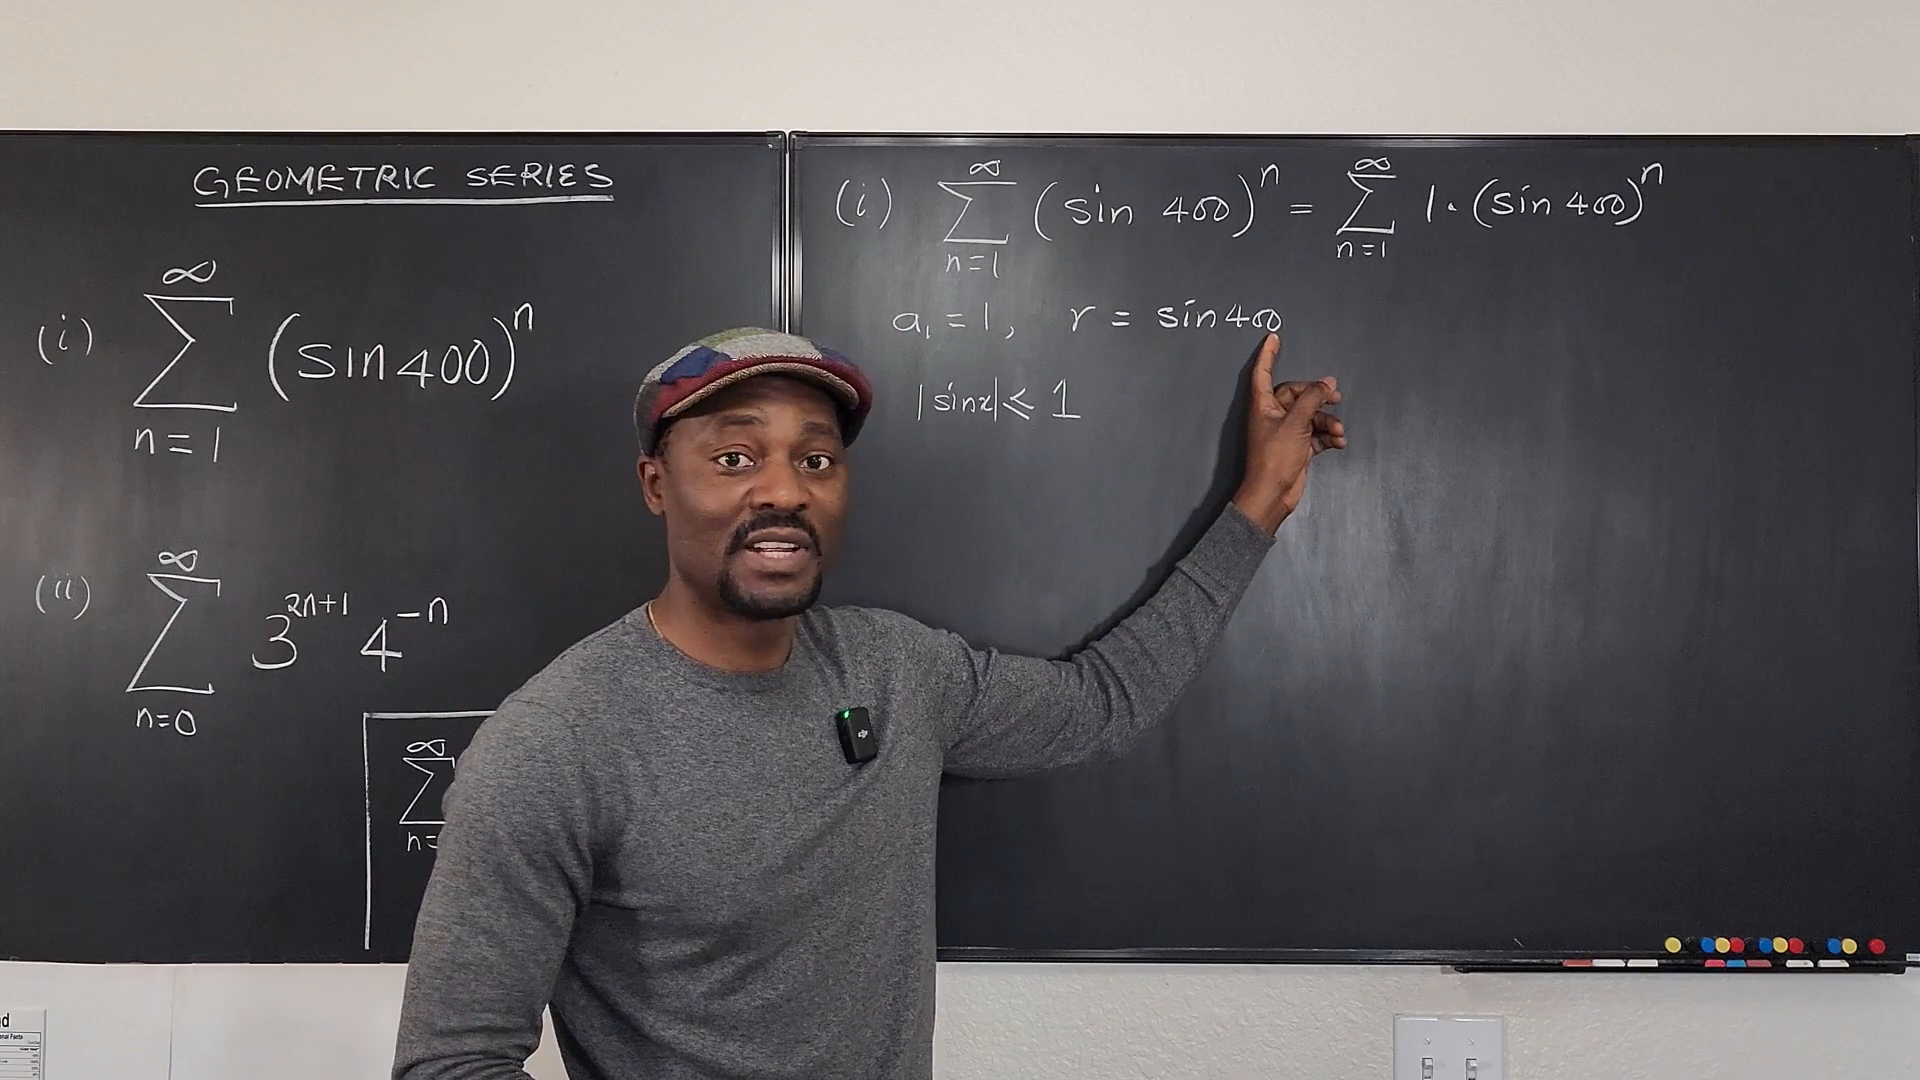 GEOMETRIC SERIES
(i) ∞ ∑ n=1 (sin 400)^n
(ii) ∞ ∑ n=0 3^2n+1 4^-n
∞ ∑ n=
(i) ∞ ∑ n=1 (sin 400)^n = ∞ ∑ n=1 1·(sin 400)^n
a₁ = 1, r = sin 400
|sin x| ≤ 1